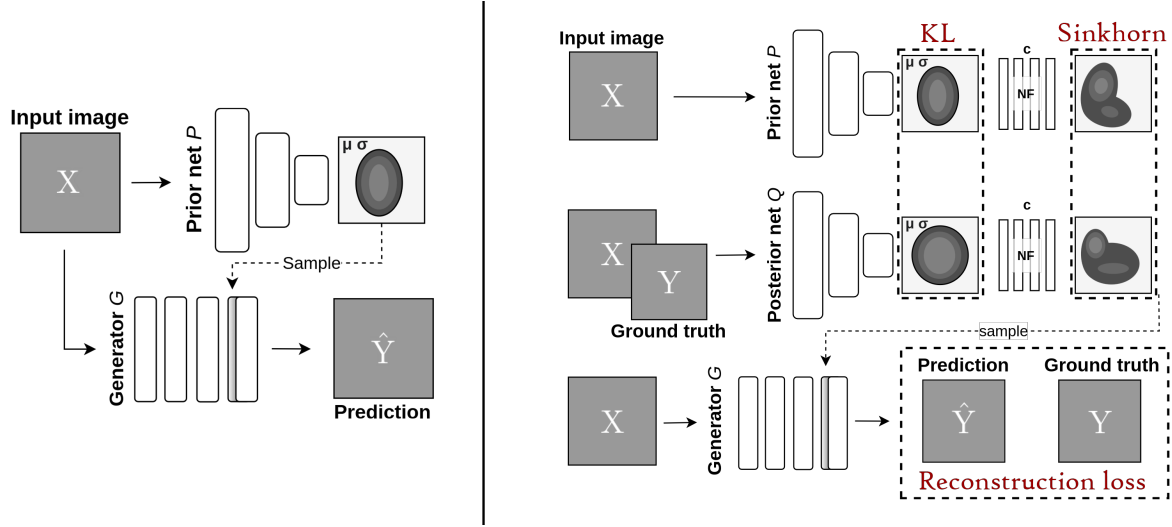 Input image
X
Prior net P
μ σ
Sample
Generator G
Ŷ
Prediction
Input image
X
Prior net P
KL
μ σ
c
NF
Sinkhorn
X
Y
Ground truth
Posterior net Q
μ σ
c
NF
sample
X
Generator G
Prediction
Ground truth
Ŷ
Y
Reconstruction loss